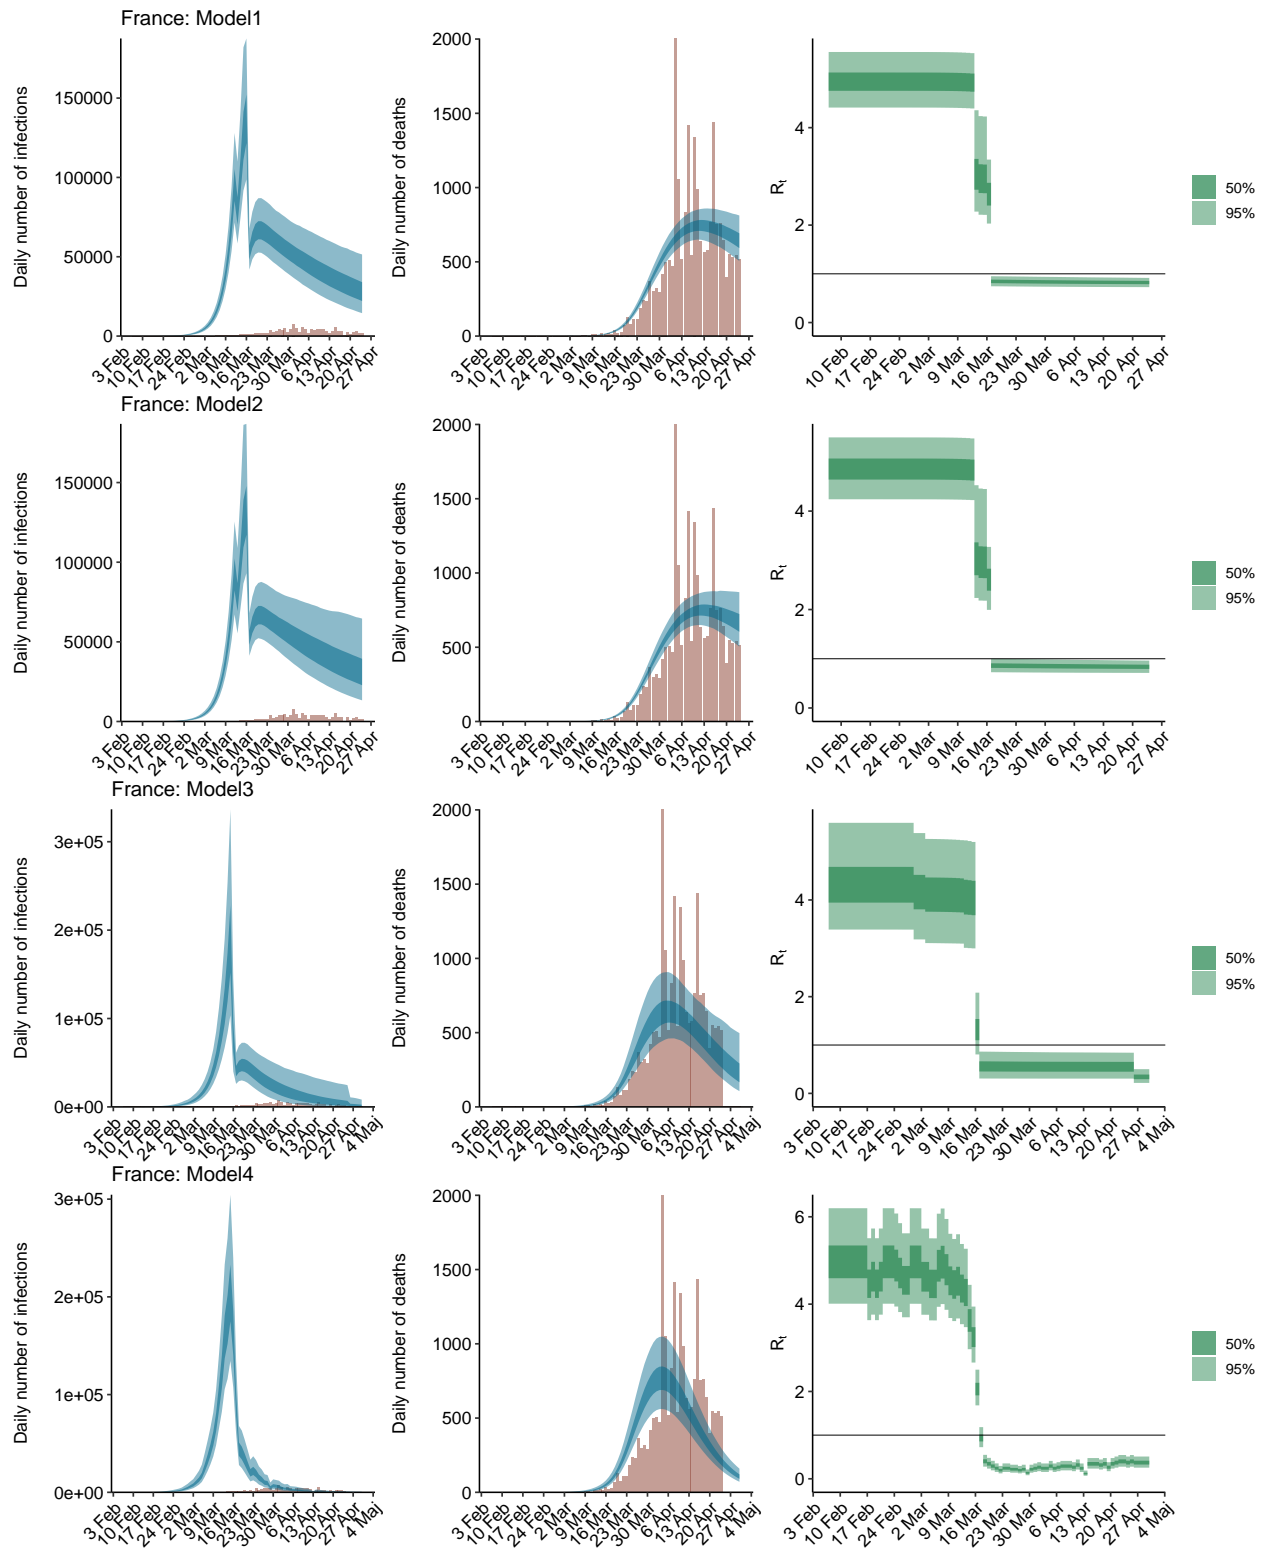 France: Model1
Daily number of infections
150000
100000
50000
0
3 Feb
10 Feb
17 Feb
24 Feb
2 Mar
9 Mar
16 Mar
23 Mar
30 Mar
6 Apr
13 Apr
20 Apr
27 Apr
Daily number of deaths
2000
1500
1000
500
0
3 Feb
10 Feb
17 Feb
24 Feb
2 Mar
9 Mar
16 Mar
23 Mar
30 Mar
6 Apr
13 Apr
20 Apr
27 Apr
Rt
4
2
0
10 Feb
17 Feb
24 Feb
2 Mar
9 Mar
16 Mar
23 Mar
30 Mar
6 Apr
13 Apr
20 Apr
27 Apr
50%
95%
France: Model2
Daily number of infections
150000
100000
50000
0
3 Feb
10 Feb
17 Feb
24 Feb
2 Mar
9 Mar
16 Mar
23 Mar
30 Mar
6 Apr
13 Apr
20 Apr
27 Apr
Daily number of deaths
2000
1500
1000
500
0
3 Feb
10 Feb
17 Feb
24 Feb
2 Mar
9 Mar
16 Mar
23 Mar
30 Mar
6 Apr
13 Apr
20 Apr
27 Apr
Rt
4
2
0
10 Feb
17 Feb
24 Feb
2 Mar
9 Mar
16 Mar
23 Mar
30 Mar
6 Apr
13 Apr
20 Apr
27 Apr
50%
95%
France: Model3
Daily number of infections
3e+05
2e+05
1e+05
0e+00
3 Feb
10 Feb
17 Feb
24 Feb
2 Mar
9 Mar
16 Mar
23 Mar
30 Mar
6 Apr
13 Apr
20 Apr
27 Apr
4 Maj
Daily number of deaths
2000
1500
1000
500
0
3 Feb
10 Feb
17 Feb
24 Feb
2 Mar
9 Mar
16 Mar
23 Mar
30 Mar
6 Apr
13 Apr
20 Apr
27 Apr
4 Maj
Rt
4
2
0
3 Feb
10 Feb
17 Feb
24 Feb
2 Mar
9 Mar
16 Mar
23 Mar
30 Mar
6 Apr
13 Apr
20 Apr
27 Apr
4 Maj
50%
95%
France: Model4
Daily number of infections
3e+05
2e+05
1e+05
0e+00
3 Feb
10 Feb
17 Feb
24 Feb
2 Mar
9 Mar
16 Mar
23 Mar
30 Mar
6 Apr
13 Apr
20 Apr
27 Apr
4 Maj
Daily number of deaths
2000
1500
1000
500
0
3 Feb
10 Feb
17 Feb
24 Feb
2 Mar
9 Mar
16 Mar
23 Mar
30 Mar
6 Apr
13 Apr
20 Apr
27 Apr
4 Maj
Rt
6
4
2
0
3 Feb
10 Feb
17 Feb
24 Feb
2 Mar
9 Mar
16 Mar
23 Mar
30 Mar
6 Apr
13 Apr
20 Apr
27 Apr
4 Maj
50%
95%